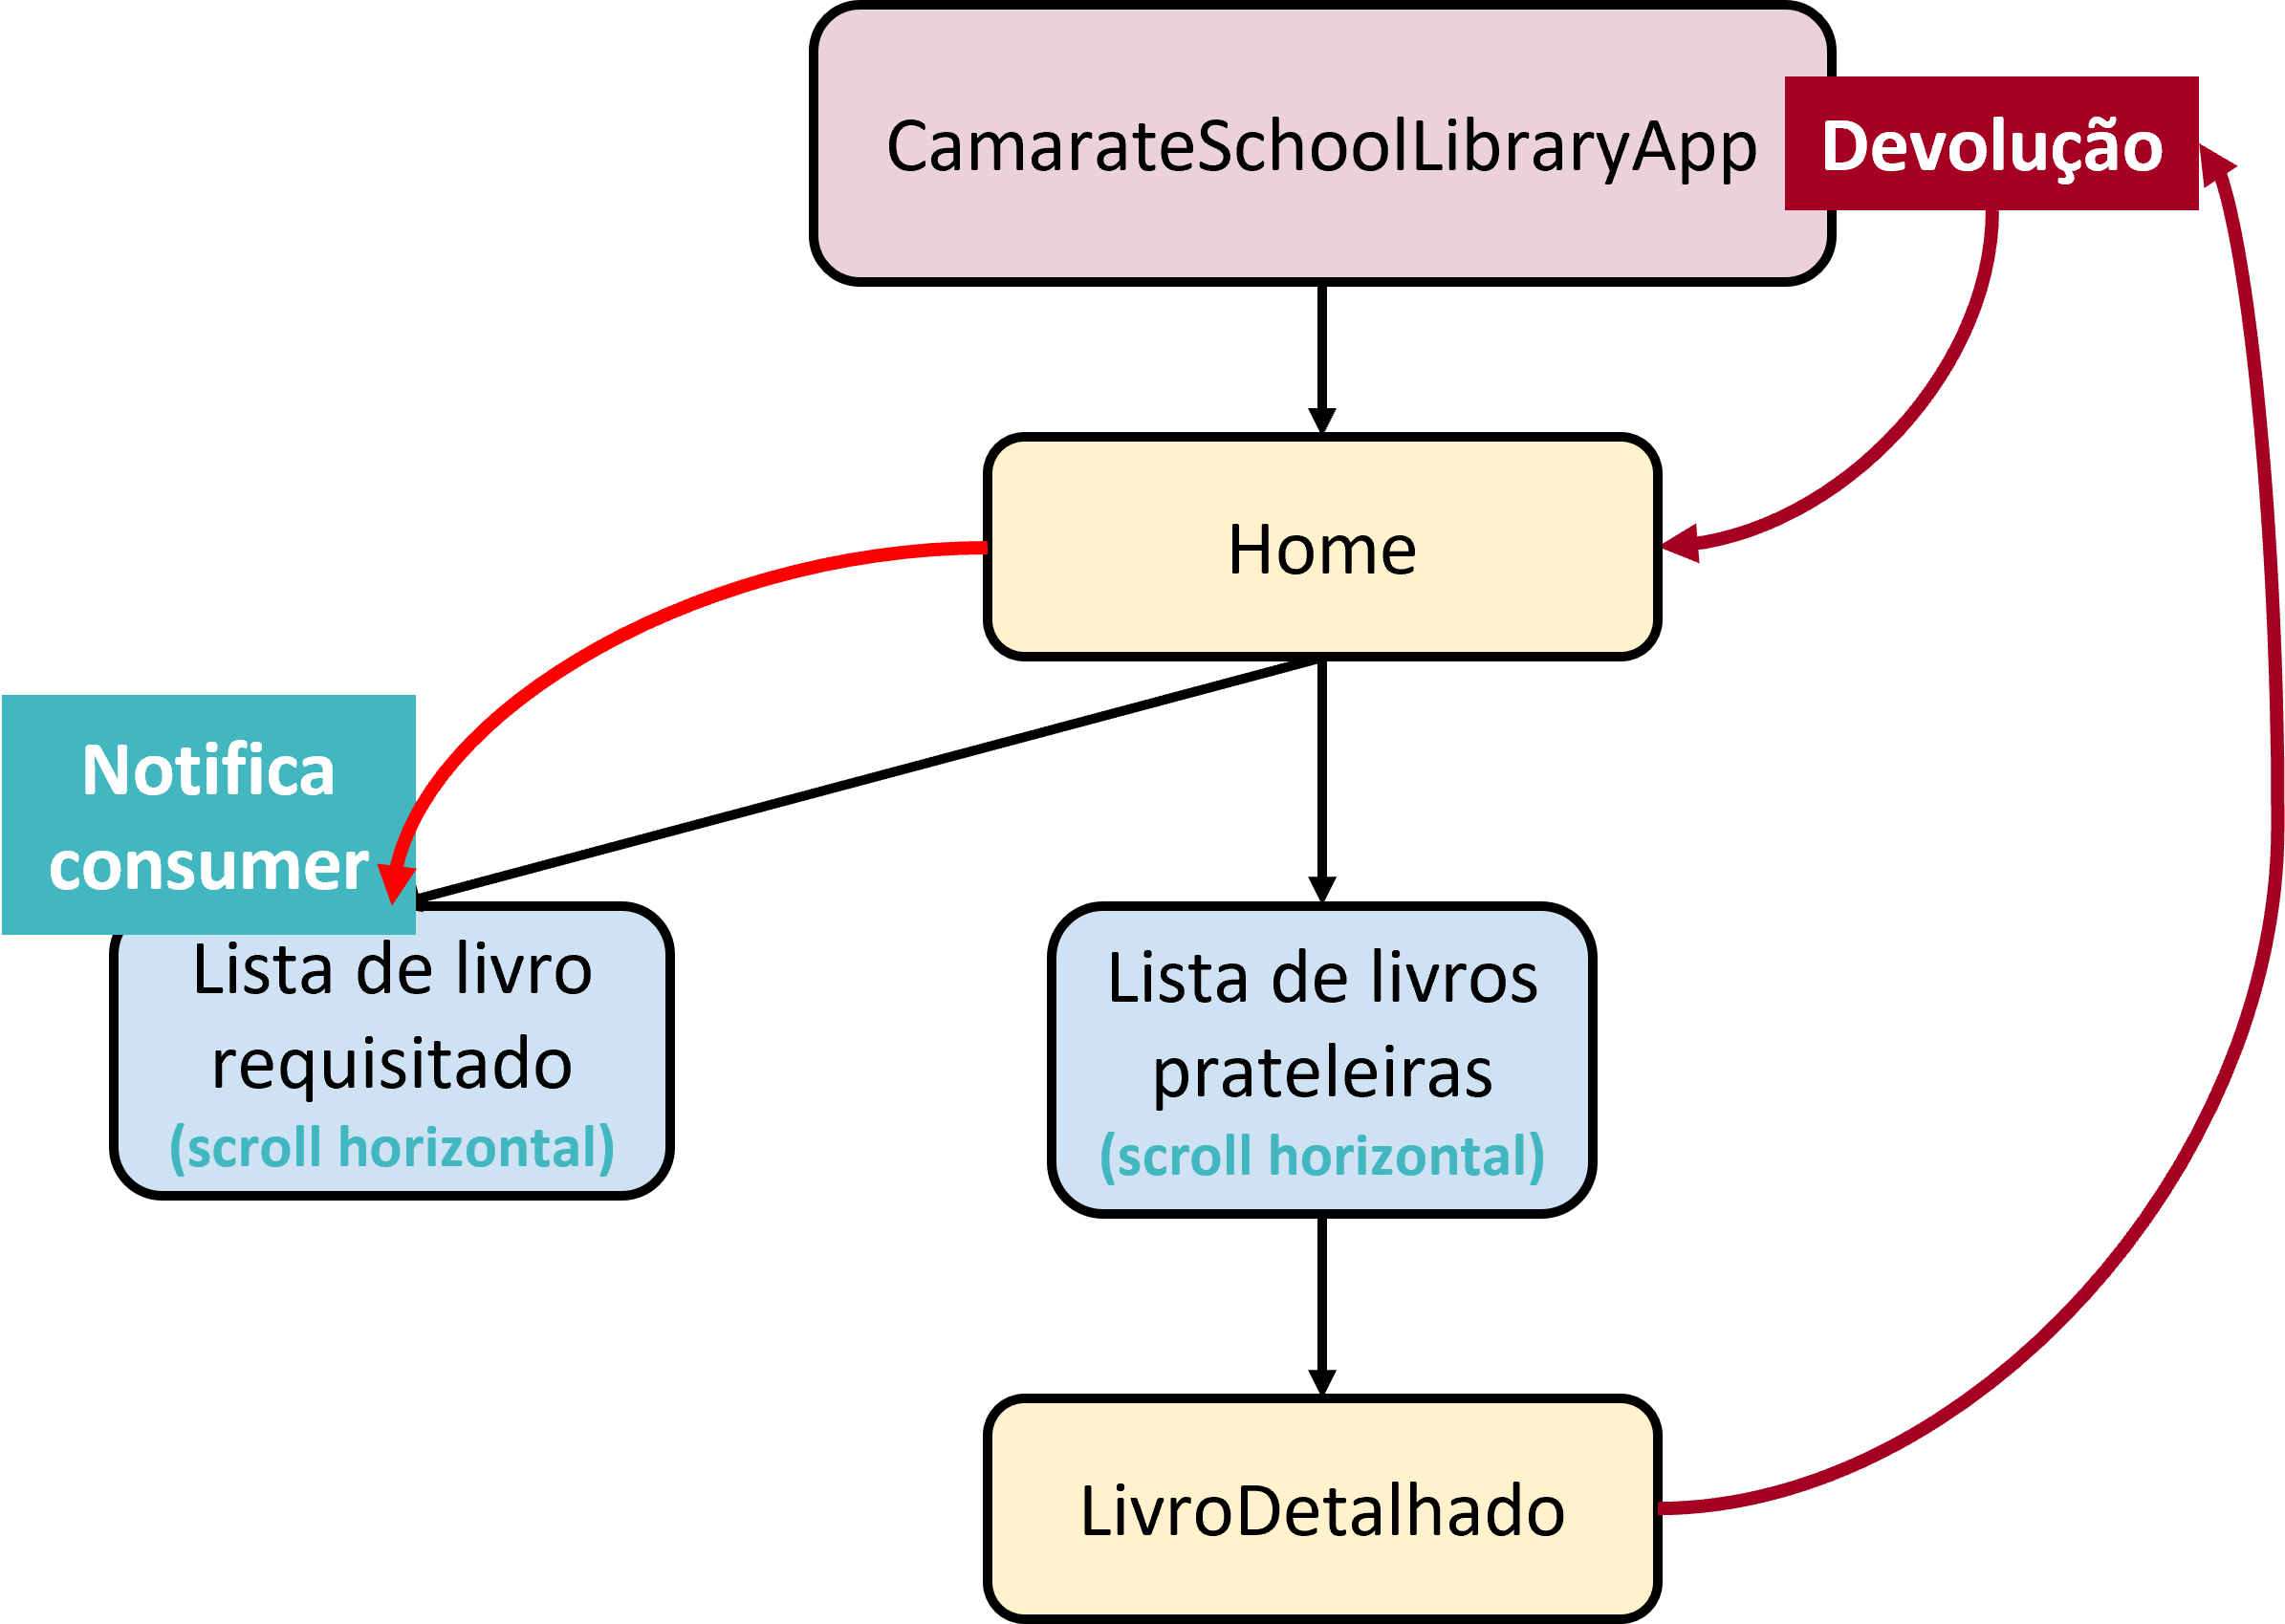 CamarateSchoolLibraryApp
Devolução
Home
Notifica
consumer
Lista de livro
requisitado
(scroll horizontal)
Lista de livros
prateleiras
(scroll horizontal)
LivroDetalhado